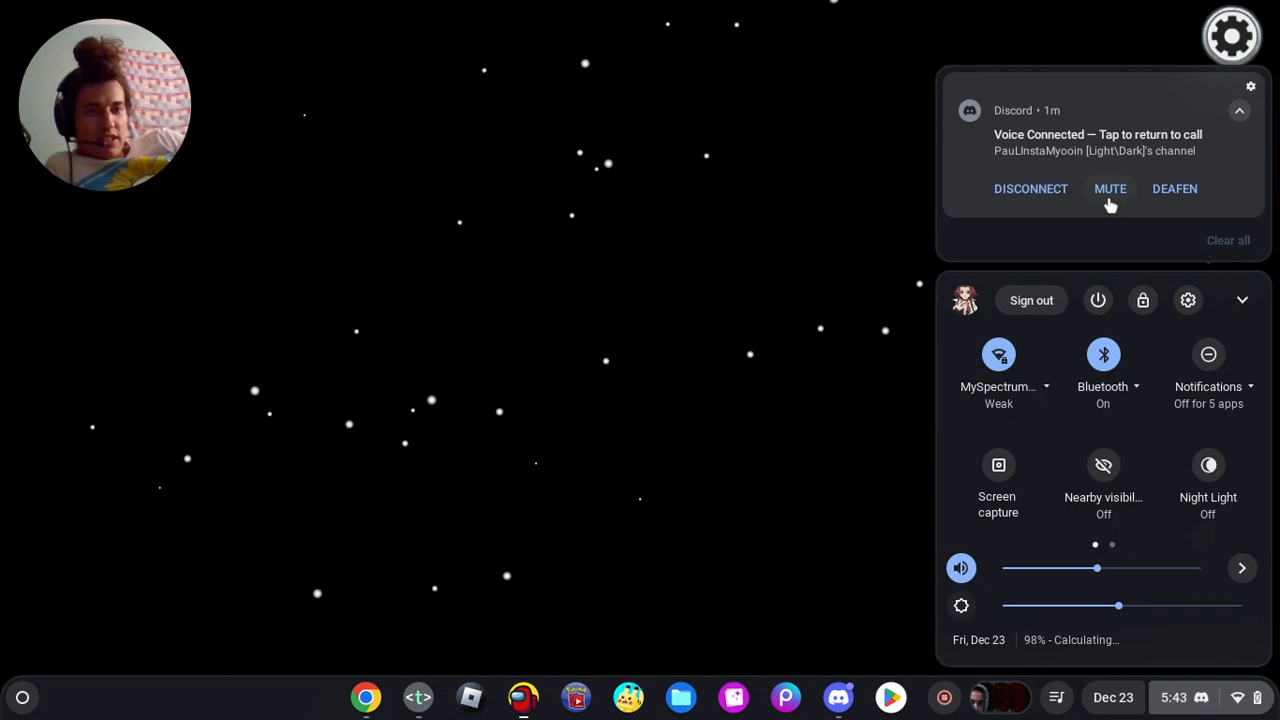 Discord • 1m
Voice Connected — Tap to return to call
PauLInstaMyooin [Light\Dark]'s channel
DISCONNECT MUTE DEAFEN
Clear all
Sign out
MySpectrum... Bluetooth Notifications
Weak On Off for 5 apps
Screen capture
Nearby visibil... Night Light
Off Off
Fri, Dec 23 98% - Calculating...
<t>
Dec 23 5:43